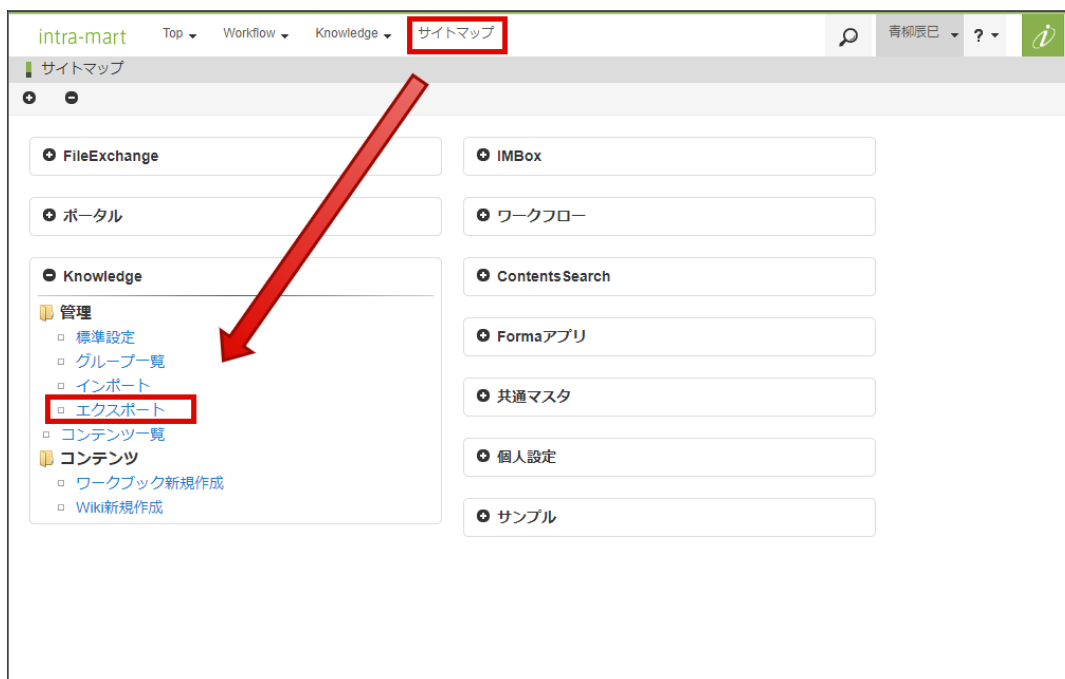 intra-mart Top Workflow Knowledge サイトマップ 青柳辰巳 ?
サイトマップ
FileExchange
ポータル
Knowledge
管理
標準設定
グループ一覧
インポート
エクスポート
コンテンツ一覧
コンテンツ
ワークブック新規作成
Wiki新規作成
IMBox
ワークフロー
ContentsSearch
Formaアプリ
共通マスタ
個人設定
サンプル